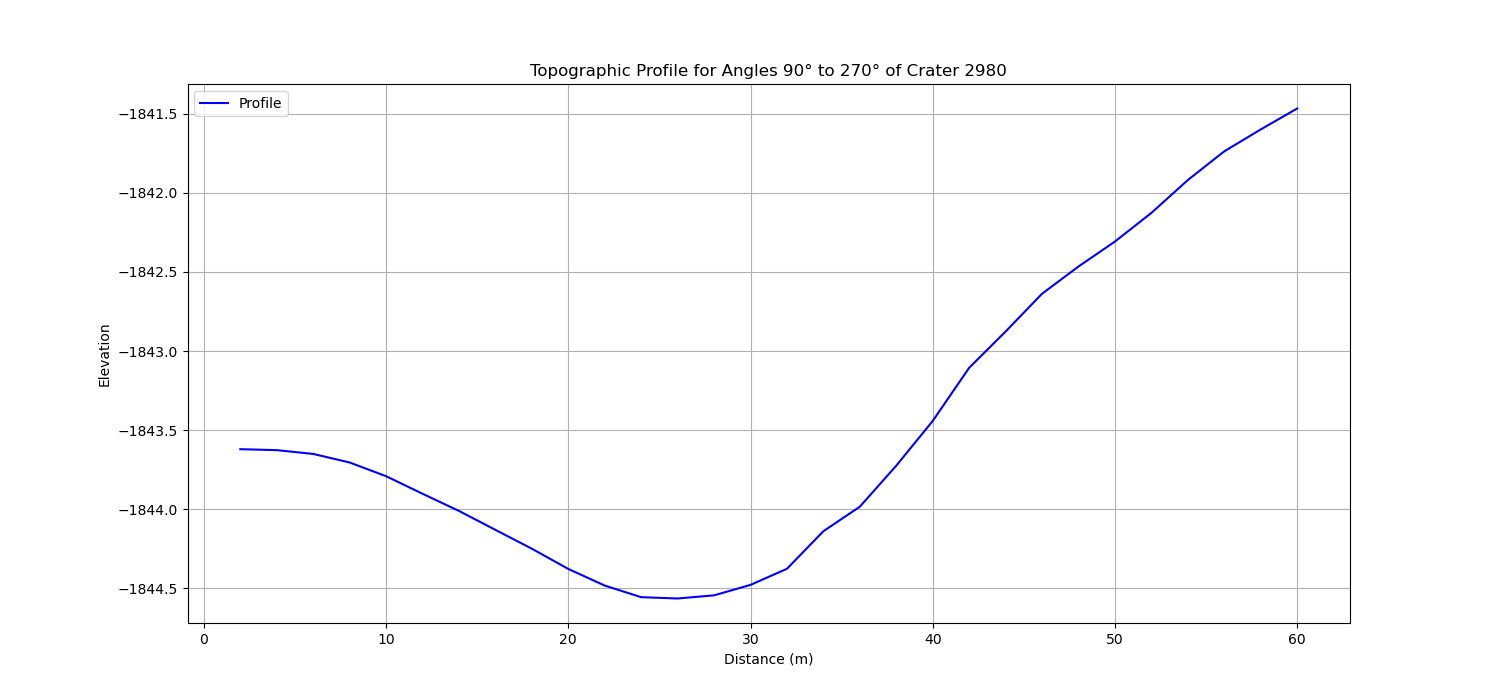 Topographic Profile for Angles 90° to 270° of Crater 2980
Profile
−1841.5
−1842.0
−1842.5
−1843.0
−1843.5
−1844.0
−1844.5
Elevation
0 10 20 30 40 50 60
Distance (m)